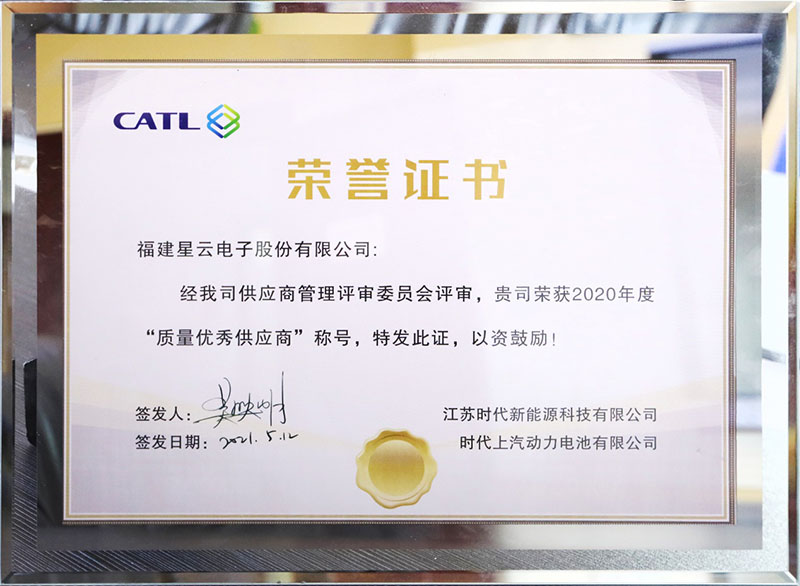 CATL
荣誉证书
福建星云电子股份有限公司:
经我司供应商管理评审委员会评审，贵司荣获2020年度
“质量优秀供应商”称号，特发此证，以资鼓励！
签发人：吴映明
江苏时代新能源科技有限公司
签发日期：2021.5.12
时代上汽动力电池有限公司